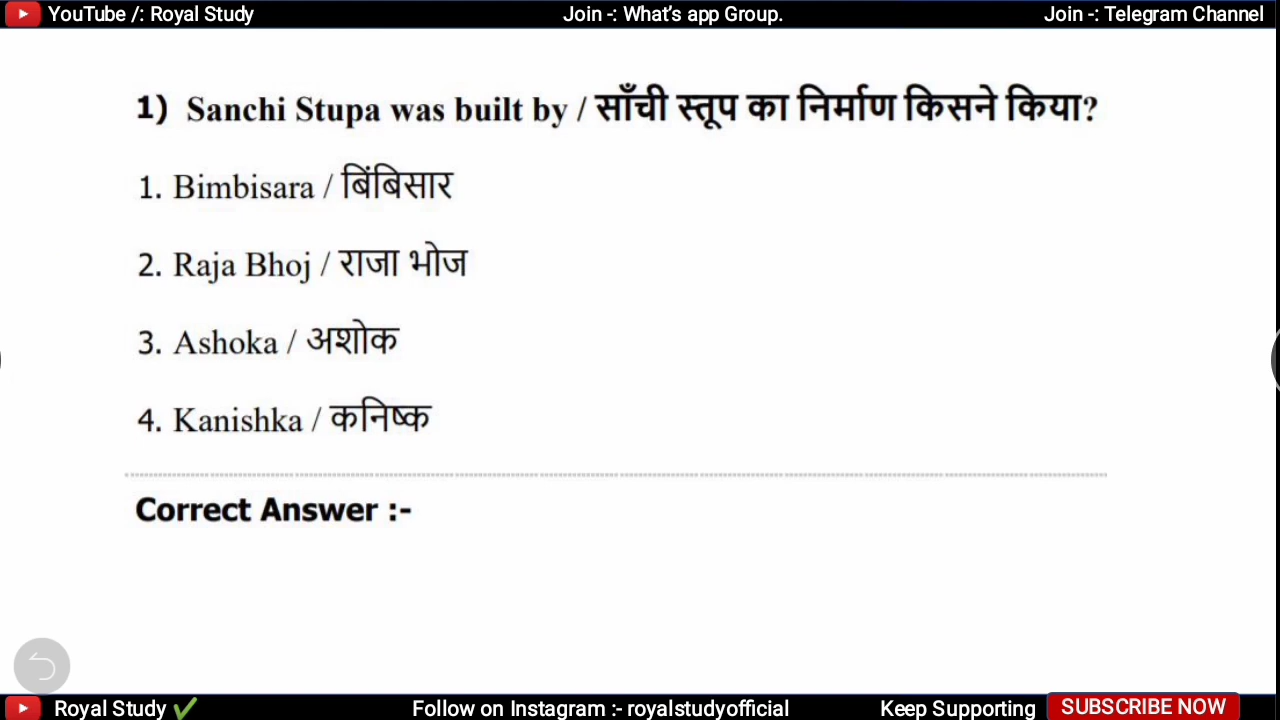 YouTube /: Royal Study Join -: What's app Group. Join -: Telegram Channel
1) Sanchi Stupa was built by / साँची स्तूप का निर्माण किसने किया?
1. Bimbisara / बिंबिसार
2. Raja Bhoj / राजा भोज
3. Ashoka / अशोक
4. Kanishka / कनिष्क
Correct Answer :-
Royal Study Follow on Instagram :- royalstudyofficial Keep Supporting SUBSCRIBE NOW